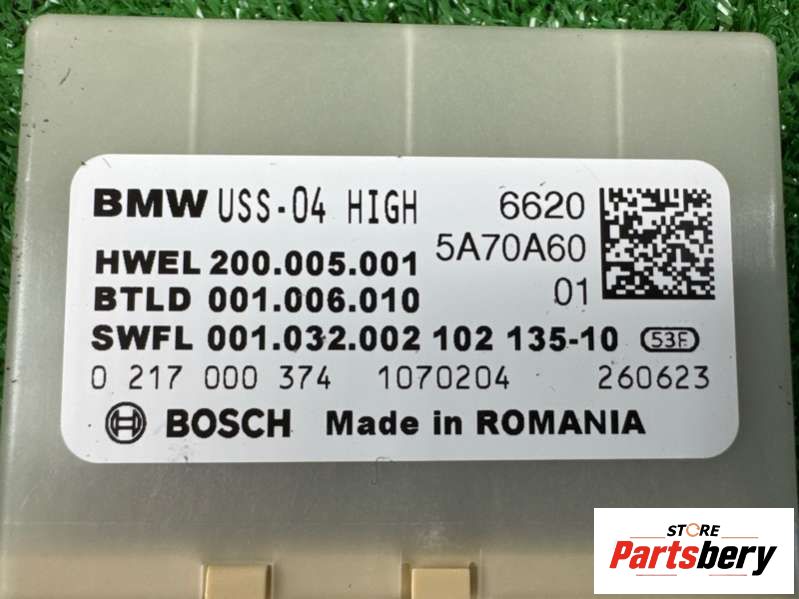 BMW USS-04 HIGH 6620
5A70A60
HWEL 200.005.001
BTLD 001.006.010 01
SWFL 001.032.002 102 135-10 53F
0 217 000 374 1070204 260623
BOSCH Made in ROMANIA
STORE
Partsbery